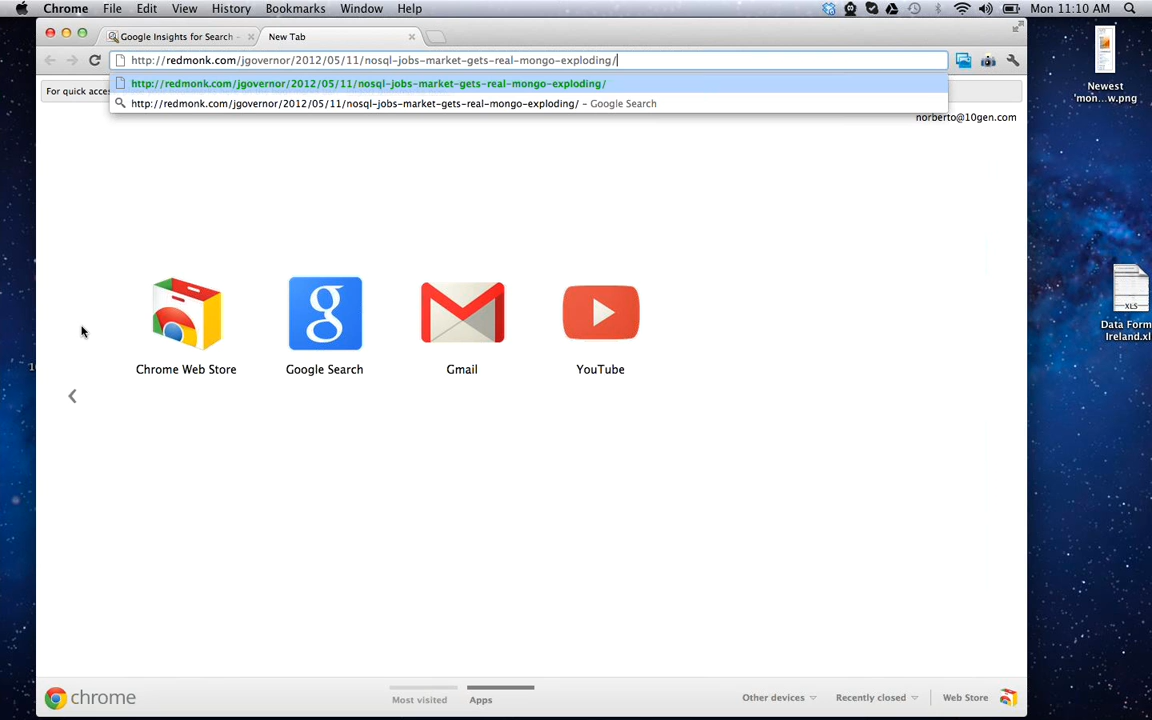 Chrome File Edit View History Bookmarks Window Help Mon 11:10 AM
Google Insights for Search - New Tab
http://redmonk.com/jgovernor/2012/05/11/nosql-jobs-market-gets-real-mongo-exploding/
http://redmonk.com/jgovernor/2012/05/11/nosql-jobs-market-gets-real-mongo-exploding/
For quick acces
http://redmonk.com/jgovernor/2012/05/11/nosql-jobs-market-gets-real-mongo-exploding/ - Google Search
norberto@10gen.com
Newest
'mon...w.png
XLS
Data Form
Ireland.xl
Chrome Web Store Google Search Gmail YouTube
chrome Most visited Apps Other devices Recently closed Web Store